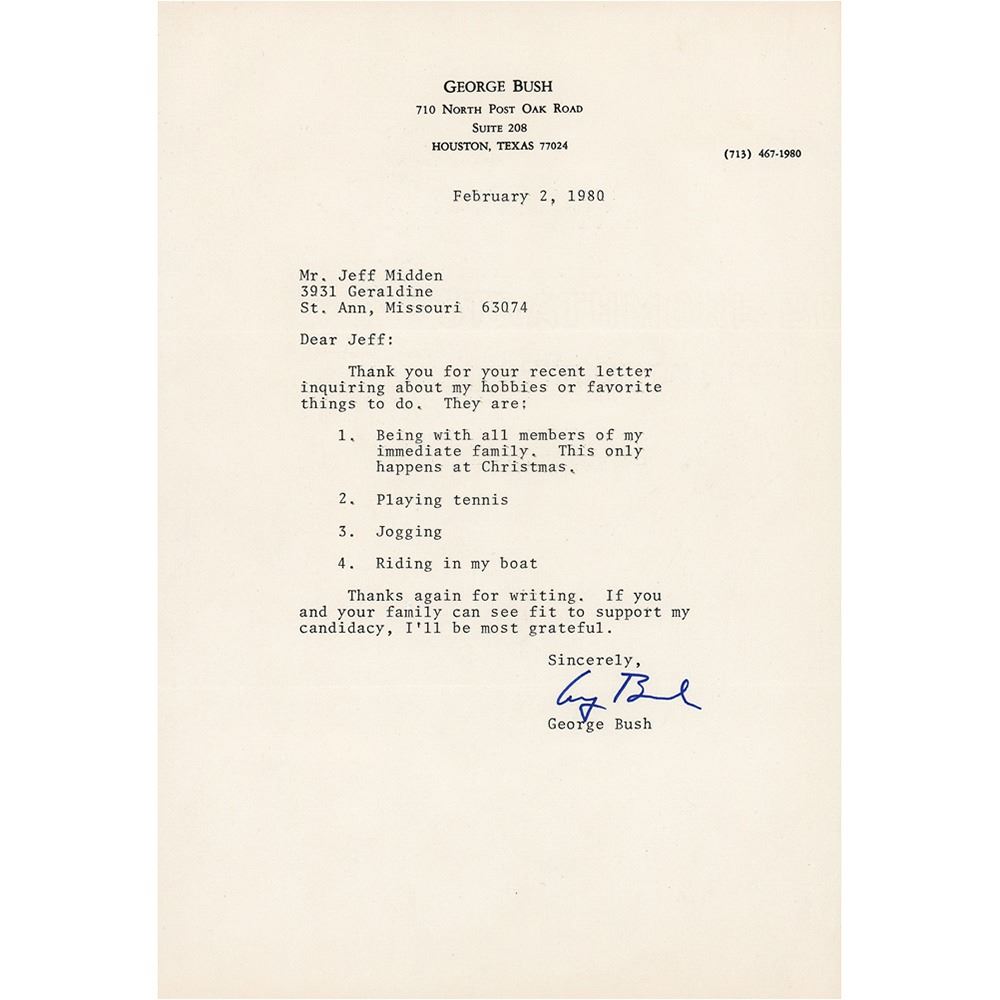 GEORGE BUSH
710 NORTH POST OAK ROAD
SUITE 208
HOUSTON, TEXAS 77024
(713) 467-1980
February 2, 1980
Mr. Jeff Midden
3931 Geraldine
St. Ann, Missouri 63074
Dear Jeff:
Thank you for your recent letter
inquiring about my hobbies or favorite
things to do. They are:
1. Being with all members of my
immediate family. This only
happens at Christmas.
2. Playing tennis
3. Jogging
4. Riding in my boat
Thanks again for writing. If you
and your family can see fit to support my
candidacy, I'll be most grateful.
Sincerely,
Gg Bush
George Bush